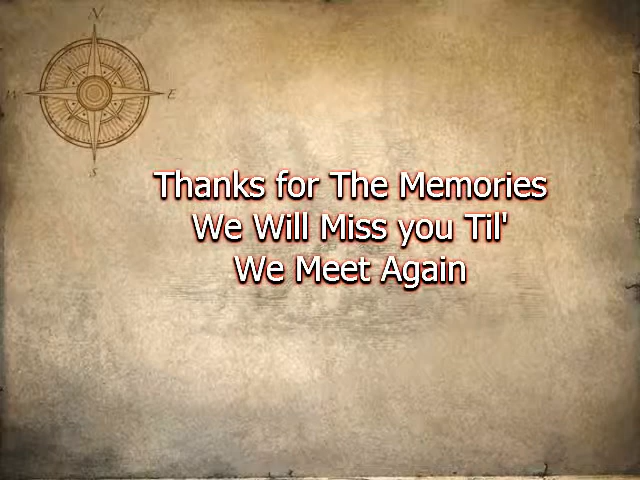 N
W E
S
Thanks for The Memories
We Will Miss you Til'
We Meet Again